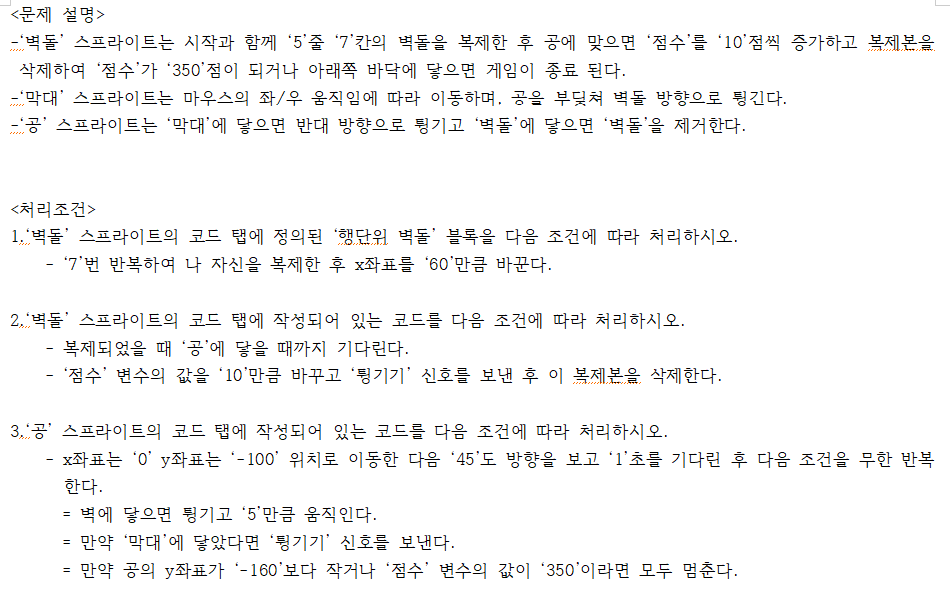 <문제 설명>
-‘벽돌’ 스프라이트는 시작과 함께 ‘5’줄 ‘7’칸의 벽돌을 복제한 후 공에 맞으면 ‘점수’를 ‘10’점씩 증가하고 복제본을
삭제하여 ‘점수’가 ‘350’점이 되거나 아래쪽 바닥에 닿으면 게임이 종료 된다.
-‘막대’ 스프라이트는 마우스의 좌/우 움직임에 따라 이동하며, 공을 부딪쳐 벽돌 방향으로 튕긴다.
-‘공’ 스프라이트는 ‘막대’에 닿으면 반대 방향으로 튕기고 ‘벽돌’에 닿으면 ‘벽돌’을 제거한다.
<처리조건>
1.‘벽돌’ 스프라이트의 코드 탭에 정의된 ‘행단위 벽돌’ 블록을 다음 조건에 따라 처리하시오.
- ‘7’번 반복하여 나 자신을 복제한 후 x좌표를 ‘60’만큼 바꾼다.
2.‘벽돌’ 스프라이트의 코드 탭에 작성되어 있는 코드를 다음 조건에 따라 처리하시오.
- 복제되었을 때 ‘공’에 닿을 때까지 기다린다.
- ‘점수’ 변수의 값을 ‘10’만큼 바꾸고 ‘튕기기’ 신호를 보낸 후 이 복제본을 삭제한다.
3.‘공’ 스프라이트의 코드 탭에 작성되어 있는 코드를 다음 조건에 따라 처리하시오.
- x좌표는 ‘0’ y좌표는 ‘-100’ 위치로 이동한 다음 ‘45’도 방향을 보고 ‘1’초를 기다린 후 다음 조건을 무한 반복
한다.
= 벽에 닿으면 튕기고 ‘5’만큼 움직인다.
= 만약 ‘막대’에 닿았다면 ‘튕기기’ 신호를 보낸다.
= 만약 공의 y좌표가 ‘-160’보다 작거나 ‘점수’ 변수의 값이 ‘350’이라면 모두 멈춘다.